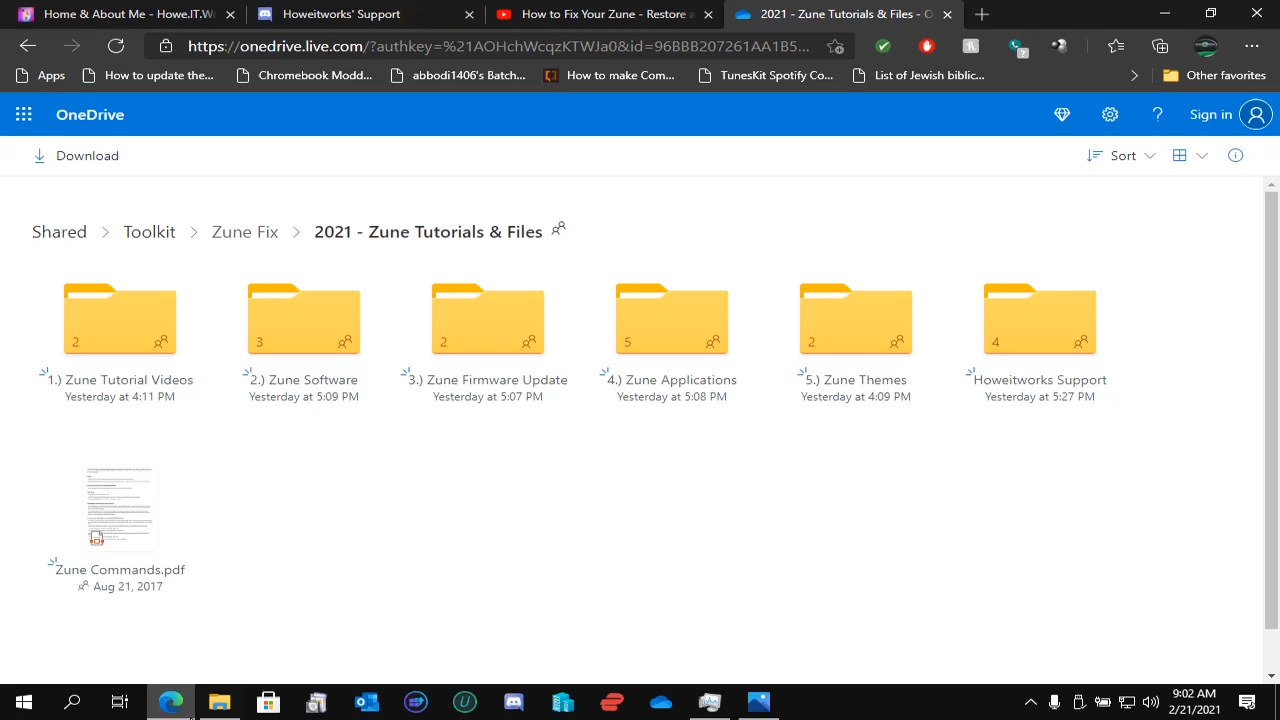 Home & About Me - Howe.IT.W
Howeitworks' Support
How to Fix Your Zune - Restore a
2021 - Zune Tutorials & Files - O
https://onedrive.live.com/?authkey=%21AOHchWcqzKTWJa0&id=96BBB207261AA1B5...
Apps
How to update the...
Chromebook Modd...
abbod1406's Batch...
How to make Com...
TunesKit Spotify Co...
List of Jewish biblic...
Other favorites
OneDrive
?
Sign in
Download
Sort
Shared > Toolkit > Zune Fix > 2021 - Zune Tutorials & Files
2
3
2
5
2
4
1.) Zune Tutorial Videos
2.) Zune Software
3.) Zune Firmware Update
4.) Zune Applications
5.) Zune Themes
Howeitworks Support
Yesterday at 4:11 PM
Yesterday at 5:09 PM
Yesterday at 5:07 PM
Yesterday at 5:08 PM
Yesterday at 4:09 PM
Yesterday at 5:27 PM
Zune Commands.pdf
Aug 21, 2017
9:02 AM
2/21/2021